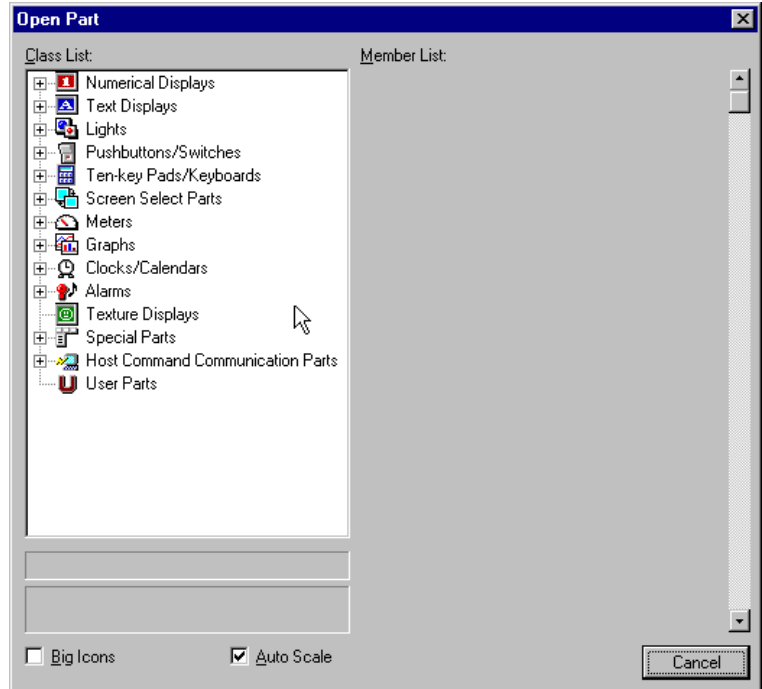 Open Part
Class List:
Member List:
Numerical Displays
Text Displays
Lights
Pushbuttons/Switches
Ten-key Pads/Keyboards
Screen Select Parts
Meters
Graphs
Clocks/Calendars
Alarms
Texture Displays
Special Parts
Host Command Communication Parts
User Parts
Big Icons
Auto Scale
Cancel